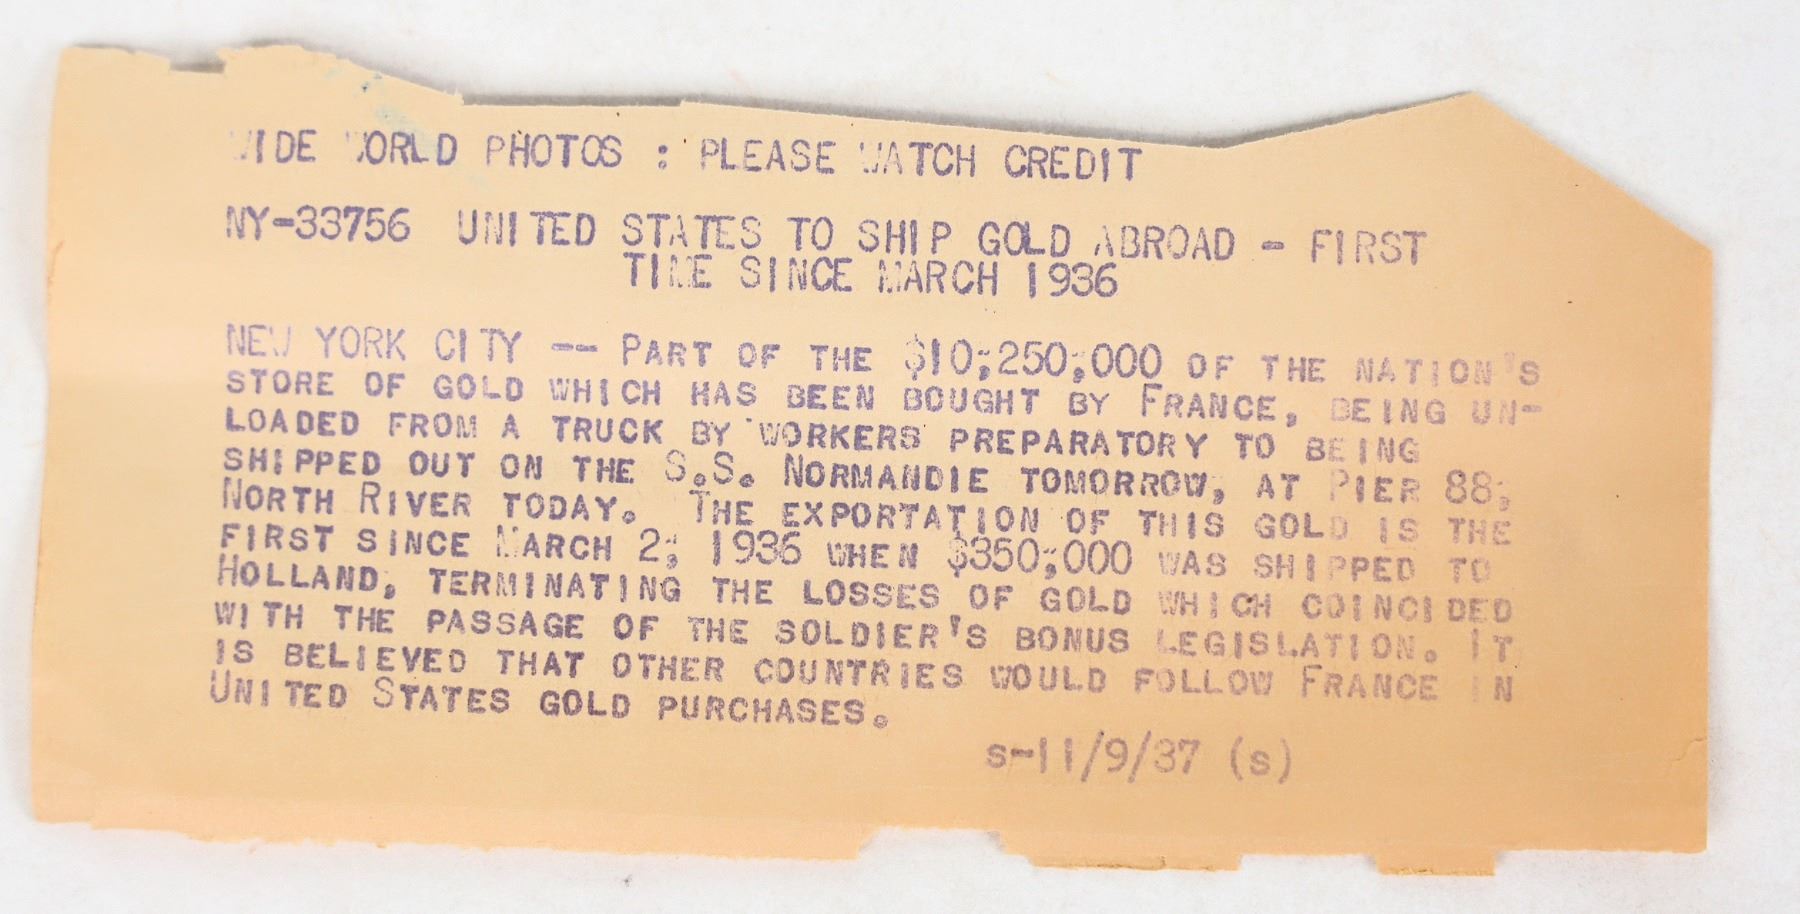 WIDE WORLD PHOTOS : PLEASE WATCH CREDIT
NY-33756 UNITED STATES TO SHIP GOLD ABROAD - FIRST
TIME SINCE MARCH 1936
NEW YORK CITY -- PART OF THE $10,250,000 OF THE NATION'S
STORE OF GOLD WHICH HAS BEEN BOUGHT BY FRANCE, BEING UN-
LOADED FROM A TRUCK BY WORKERS PREPARATORY TO BEING
SHIPPED OUT ON THE S.S. NORMANDIE TOMORROW, AT PIER 88,
NORTH RIVER TODAY. THE EXPORTATION OF THIS GOLD IS THE
FIRST SINCE MARCH 2, 1936 WHEN $350,000 WAS SHIPPED TO
HOLLAND, TERMINATING THE LOSSES OF GOLD WHICH COINCIDED
WITH THE PASSAGE OF THE SOLDIER'S BONUS LEGISLATION. IT
IS BELIEVED THAT OTHER COUNTRIES WOULD FOLLOW FRANCE IN
UNITED STATES GOLD PURCHASES.
S-11/9/37 (S)